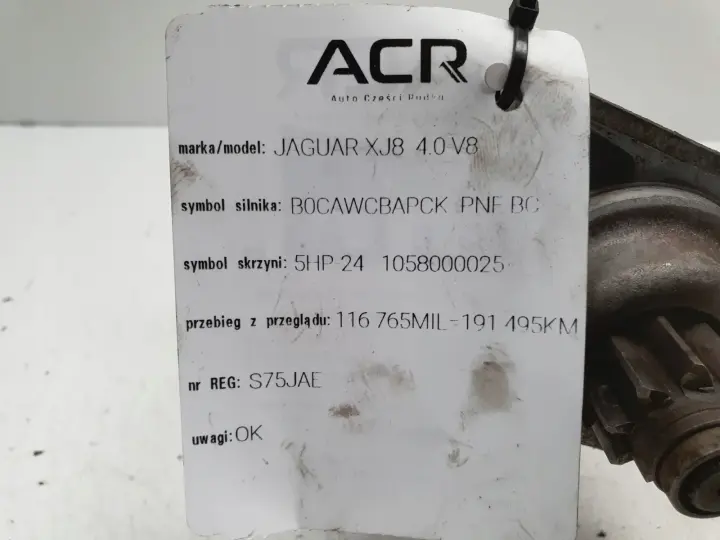 ACR
Auto Części Rudka
marka/model: JAGUAR XJ8 4.0 V8
symbol silnika: B0CAWCBAPCK PNF BC
symbol skrzyni: 5HP 24 1058000025
przebieg z przeglądu: 116 765MIL-191 495KM
nr REG: S75JAE
uwagi: OK